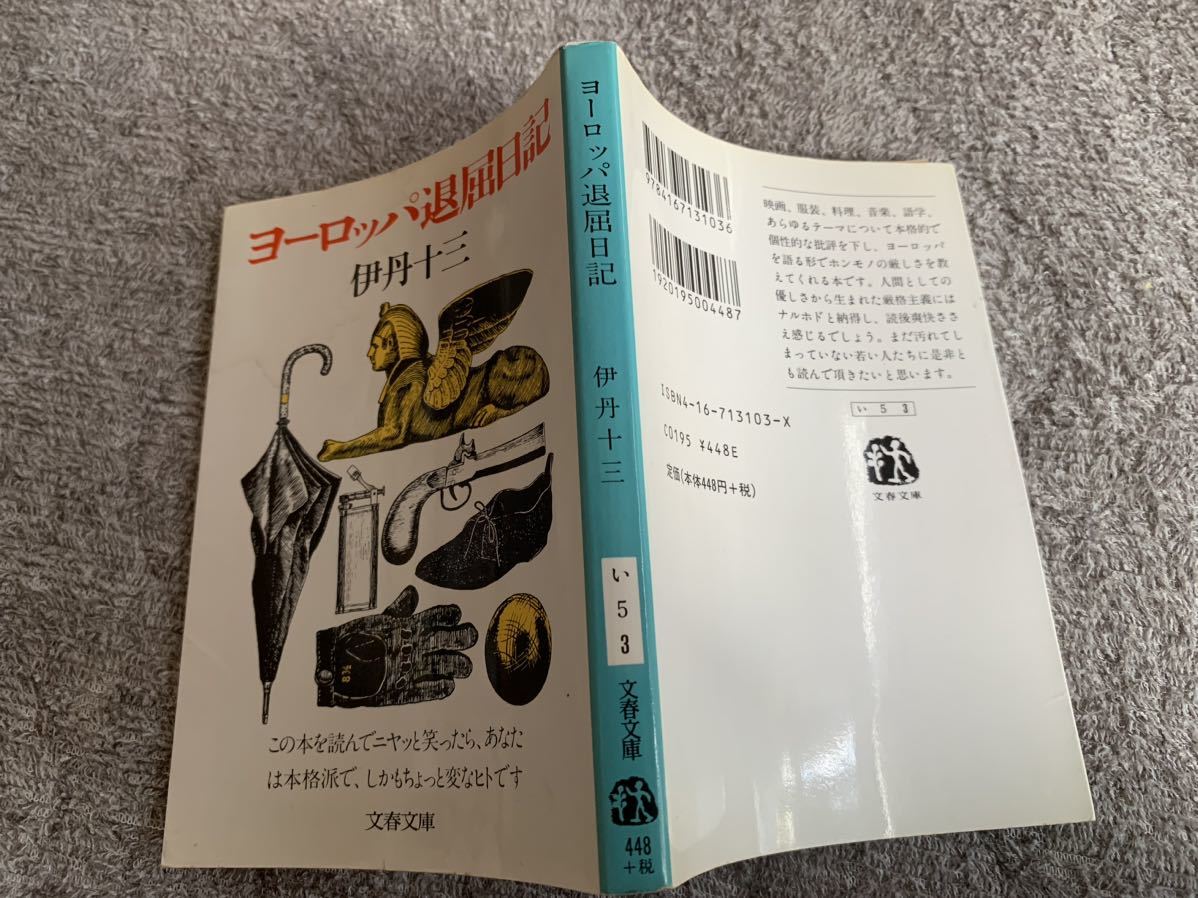 ヨーロッパ退屈日記
伊丹十三
8½
この本を読んでニヤッと笑ったら、あなた
は本格派で、しかもちょっと変なヒトです
文春文庫
ヨーロッパ退屈日記
伊丹十三
い
5
3
文春文庫
448
+税
9784167131036
1920195004487
ISBN4-16-713103-X
C0195 ¥448E
定価(本体448円+税)
映画、服装、料理、音楽、語学、
あらゆるテーマについて本格的で
個性的な批評を下し、ヨーロッパ
を語る形でホンモノの厳しさを教
えてくれる本です。人間としての
優しさから生まれた厳格主義には
ナルホドと納得し、読後爽快ささ
え感じるでしょう。まだ汚れてし
まっていない若い人たちに是非と
も読んで頂きたいと思います。
い 5 3
文春文庫